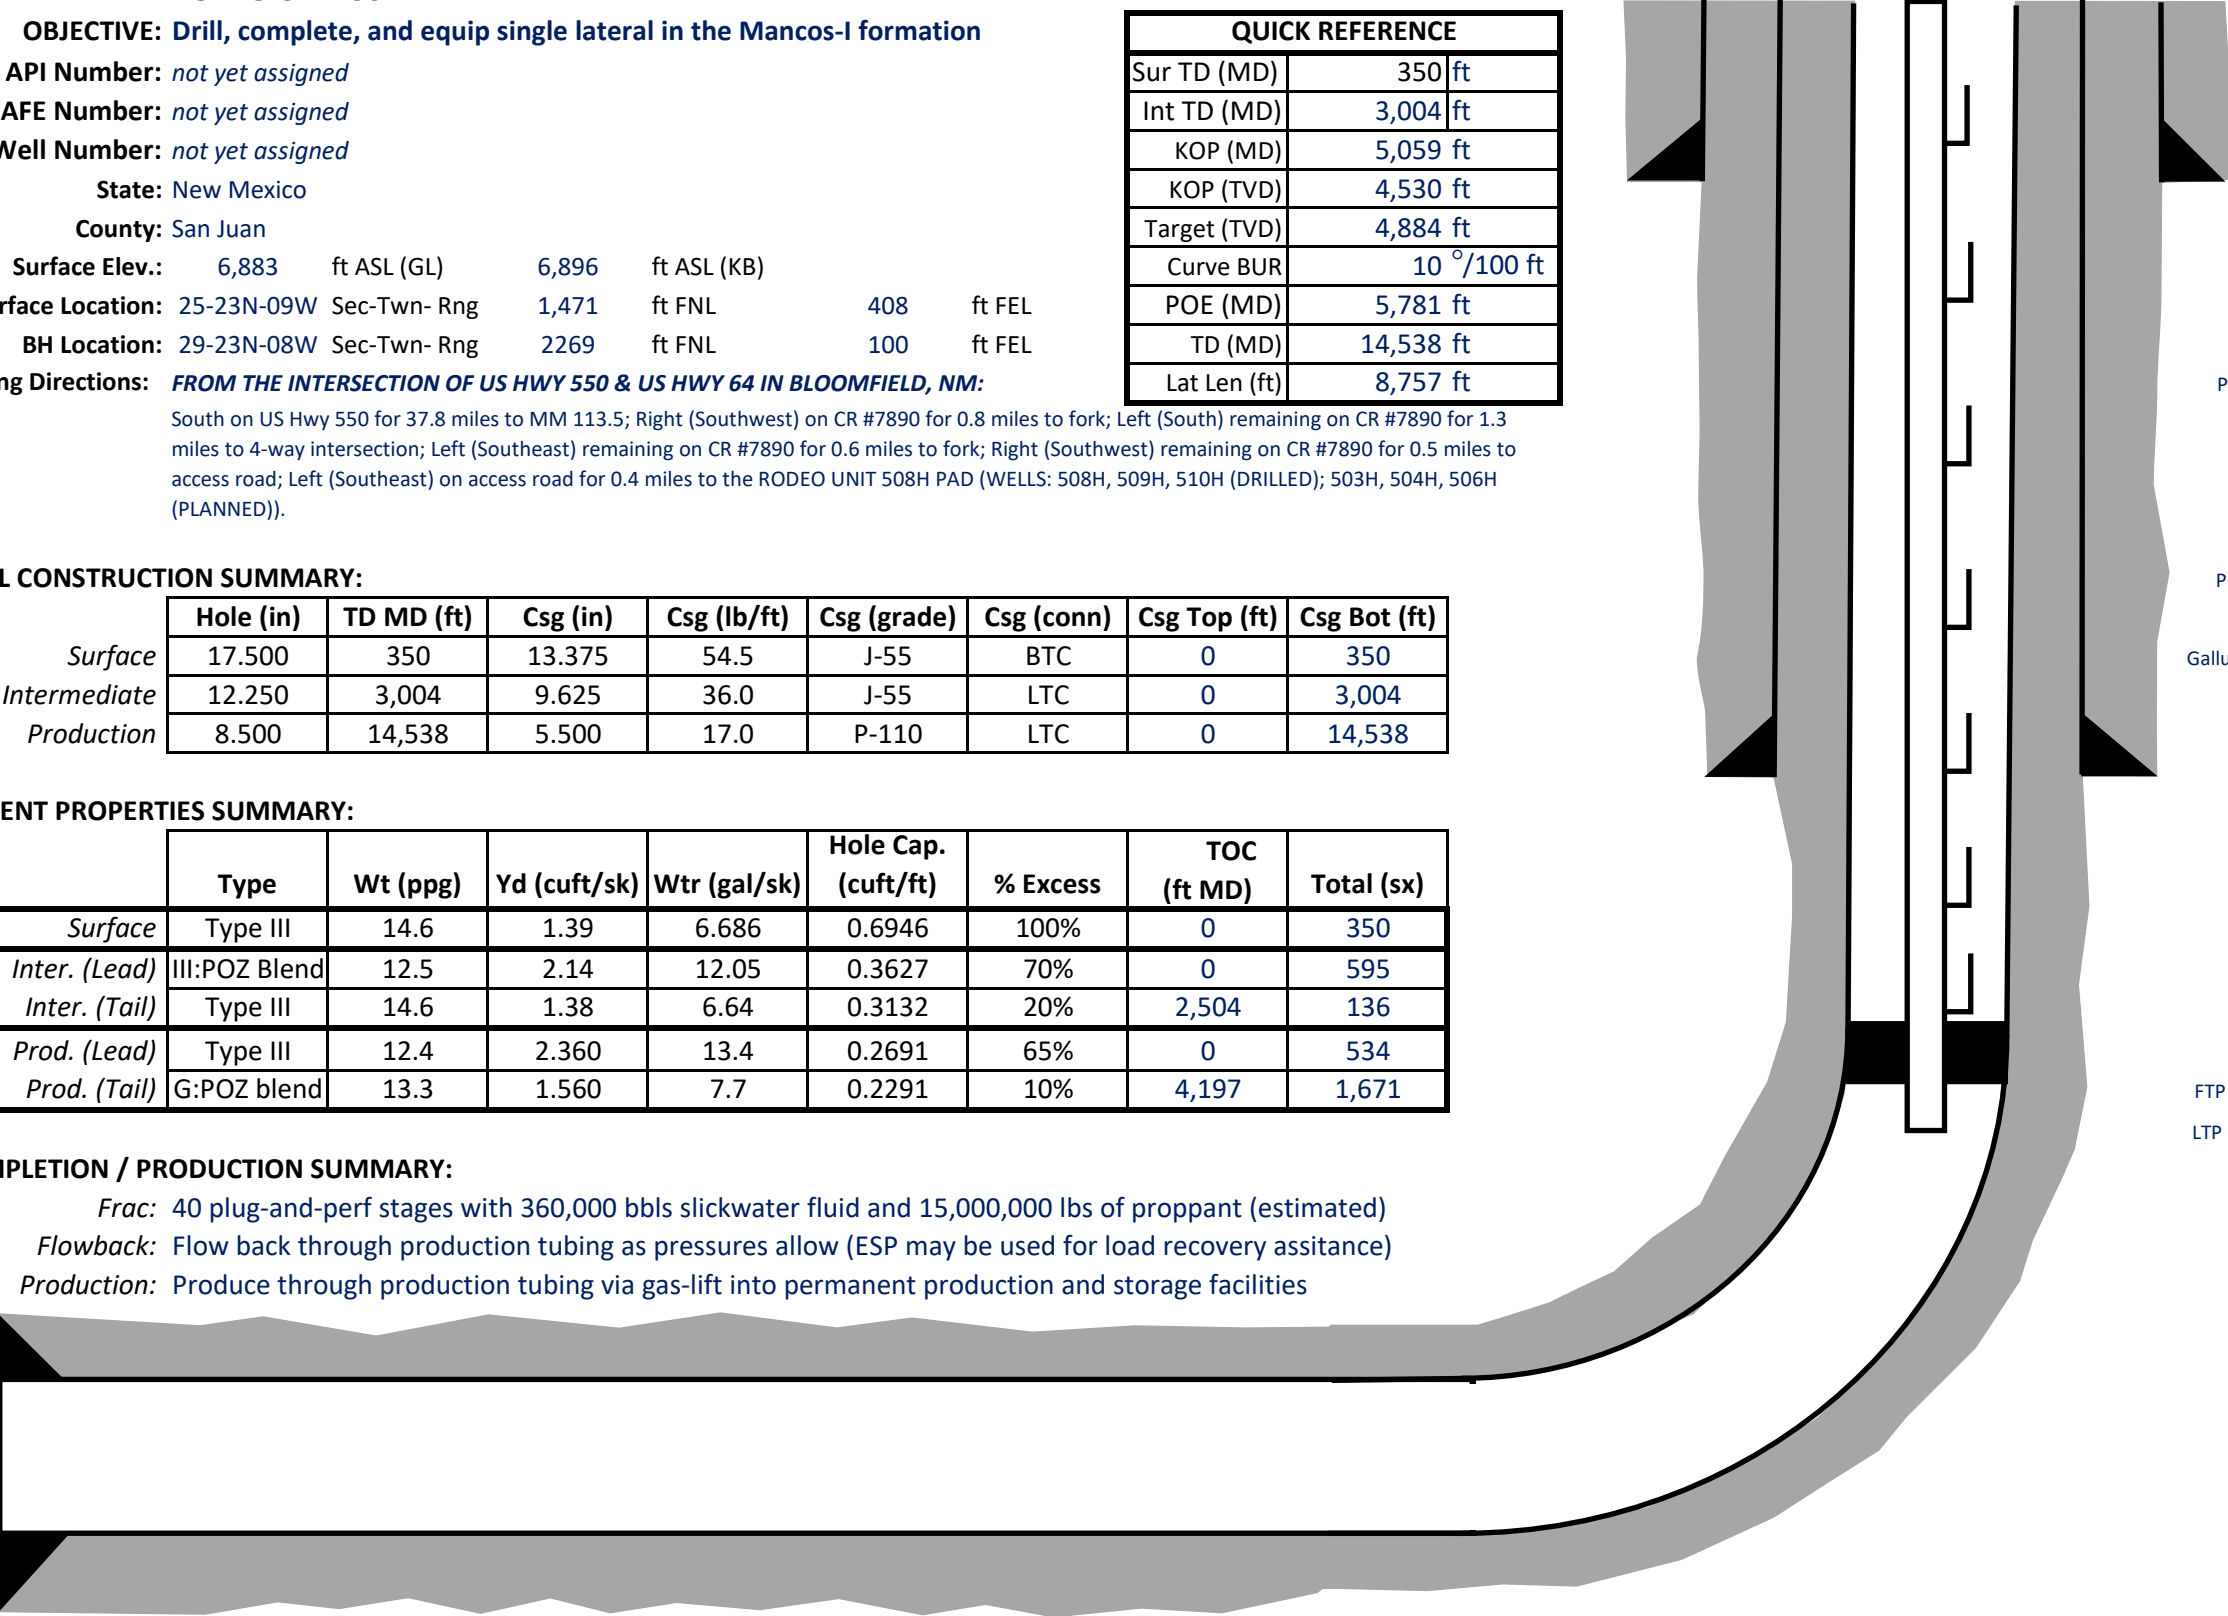 OBJECTIVE: Drill, complete, and equip single lateral in the Mancos-I formation
API Number: not yet assigned
AFE Number: not yet assigned
Well Number: not yet assigned
State: New Mexico
County: San Juan
Surface Elev.: 6,883 ft ASL (GL) 6,896 ft ASL (KB)
rface Location: 25-23N-09W Sec-Twn- Rng 1,471 ft FNL 408 ft FEL
BH Location: 29-23N-08W Sec-Twn- Rng 2269 ft FNL 100 ft FEL
ng Directions: FROM THE INTERSECTION OF US HWY 550 & US HWY 64 IN BLOOMFIELD, NM:
South on US Hwy 550 for 37.8 miles to MM 113.5; Right (Southwest) on CR #7890 for 0.8 miles to fork; Left (South) remaining on CR #7890 for 1.3
miles to 4-way intersection; Left (Southeast) remaining on CR #7890 for 0.6 miles to fork; Right (Southwest) remaining on CR #7890 for 0.5 miles to
access road; Left (Southeast) on access road for 0.4 miles to the RODEO UNIT 508H PAD (WELLS: 508H, 509H, 510H (DRILLED); 503H, 504H, 506H
(PLANNED)).
QUICK REFERENCE
Sur TD (MD) 350 ft
Int TD (MD) 3,004 ft
KOP (MD) 5,059 ft
KOP (TVD) 4,530 ft
Target (TVD) 4,884 ft
Curve BUR 10 °/100 ft
POE (MD) 5,781 ft
TD (MD) 14,538 ft
Lat Len (ft) 8,757 ft
L CONSTRUCTION SUMMARY:
Hole (in) TD MD (ft) Csg (in) Csg (lb/ft) Csg (grade) Csg (conn) Csg Top (ft) Csg Bot (ft)
Surface 17.500 350 13.375 54.5 J-55 BTC 0 350
Intermediate 12.250 3,004 9.625 36.0 J-55 LTC 0 3,004
Production 8.500 14,538 5.500 17.0 P-110 LTC 0 14,538
ENT PROPERTIES SUMMARY:
Type Wt (ppg) Yd (cuft/sk) Wtr (gal/sk) Hole Cap. (cuft/ft) % Excess TOC (ft MD) Total (sx)
Surface Type III 14.6 1.39 6.686 0.6946 100% 0 350
Inter. (Lead) III:POZ Blend 12.5 2.14 12.05 0.3627 70% 0 595
Inter. (Tail) Type III 14.6 1.38 6.64 0.3132 20% 2,504 136
Prod. (Lead) Type III 12.4 2.360 13.4 0.2691 65% 0 534
Prod. (Tail) G:POZ blend 13.3 1.560 7.7 0.2291 10% 4,197 1,671
IPLETION / PRODUCTION SUMMARY:
Frac: 40 plug-and-perf stages with 360,000 bbls slickwater fluid and 15,000,000 lbs of proppant (estimated)
Flowback: Flow back through production tubing as pressures allow (ESP may be used for load recovery assitance)
Production: Produce through production tubing via gas-lift into permanent production and storage facilities
P
P
Gallu
FTP
LTP